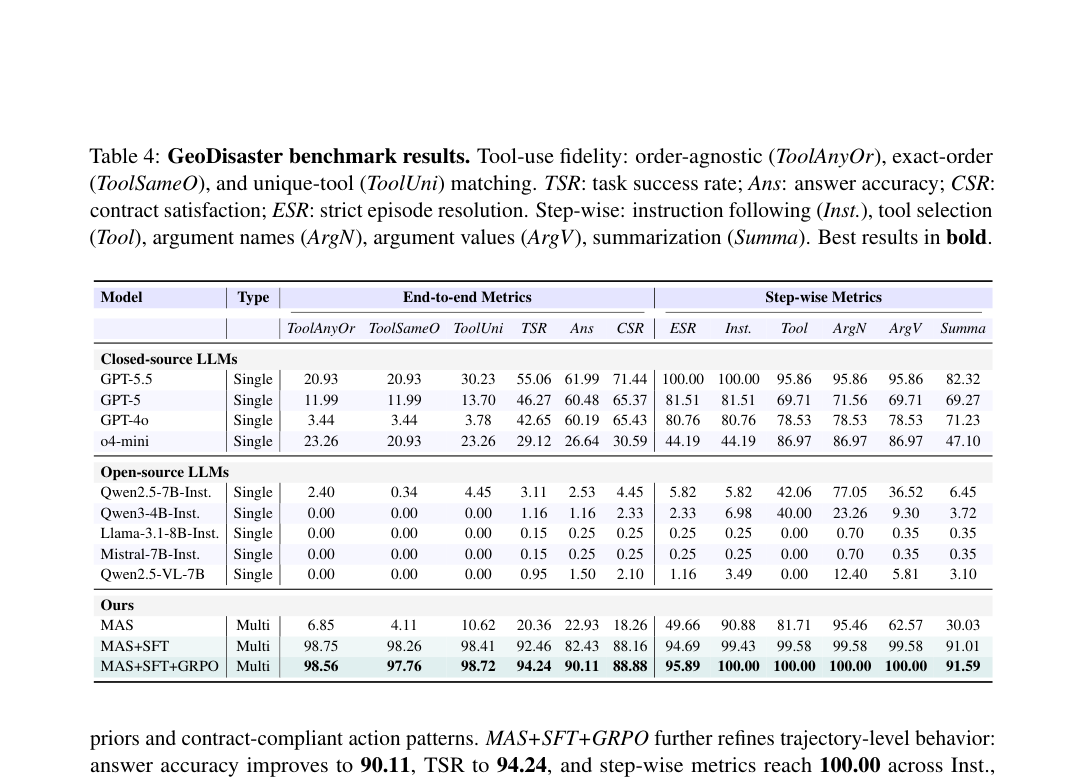 Table 4: GeoDisaster benchmark results. Tool-use fidelity: order-agnostic (ToolAnyOr), exact-order
(ToolSameO), and unique-tool (ToolUni) matching. TSR: task success rate; Ans: answer accuracy; CSR:
contract satisfaction; ESR: strict episode resolution. Step-wise: instruction following (Inst.), tool selection
(Tool), argument names (ArgN), argument values (ArgV), summarization (Summa). Best results in bold.
Model Type End-to-end Metrics Step-wise Metrics
ToolAnyOr ToolSameO ToolUni TSR Ans CSR ESR Inst. Tool ArgN ArgV Summa
Closed-source LLMs
GPT-5.5 Single 20.93 20.93 30.23 55.06 61.99 71.44 100.00 100.00 95.86 95.86 95.86 82.32
GPT-5 Single 11.99 11.99 13.70 46.27 60.48 65.37 81.51 81.51 69.71 71.56 69.71 69.27
GPT-4o Single 3.44 3.44 3.78 42.65 60.19 65.43 80.76 80.76 78.53 78.53 78.53 71.23
o4-mini Single 23.26 20.93 23.26 29.12 26.64 30.59 44.19 44.19 86.97 86.97 86.97 47.10
Open-source LLMs
Qwen2.5-7B-Inst. Single 2.40 0.34 4.45 3.11 2.53 4.45 5.82 5.82 42.06 77.05 36.52 6.45
Qwen3-4B-Inst. Single 0.00 0.00 0.00 1.16 1.16 2.33 2.33 6.98 40.00 23.26 9.30 3.72
Llama-3.1-8B-Inst. Single 0.00 0.00 0.00 0.15 0.25 0.25 0.25 0.25 0.00 0.70 0.35 0.35
Mistral-7B-Inst. Single 0.00 0.00 0.00 0.15 0.25 0.25 0.25 0.25 0.00 0.70 0.35 0.35
Qwen2.5-VL-7B Single 0.00 0.00 0.00 0.95 1.50 2.10 1.16 3.49 0.00 12.40 5.81 3.10
Ours
MAS Multi 6.85 4.11 10.62 20.36 22.93 18.26 49.66 90.88 81.71 95.46 62.57 30.03
MAS+SFT Multi 98.75 98.26 98.41 92.46 82.43 88.16 94.69 99.43 99.58 99.58 99.58 91.01
MAS+SFT+GRPO Multi 98.56 97.76 98.72 94.24 90.11 88.88 95.89 100.00 100.00 100.00 100.00 91.59
priors and contract-compliant action patterns. MAS+SFT+GRPO further refines trajectory-level behavior:
answer accuracy improves to 90.11, TSR to 94.24, and step-wise metrics reach 100.00 across Inst.,